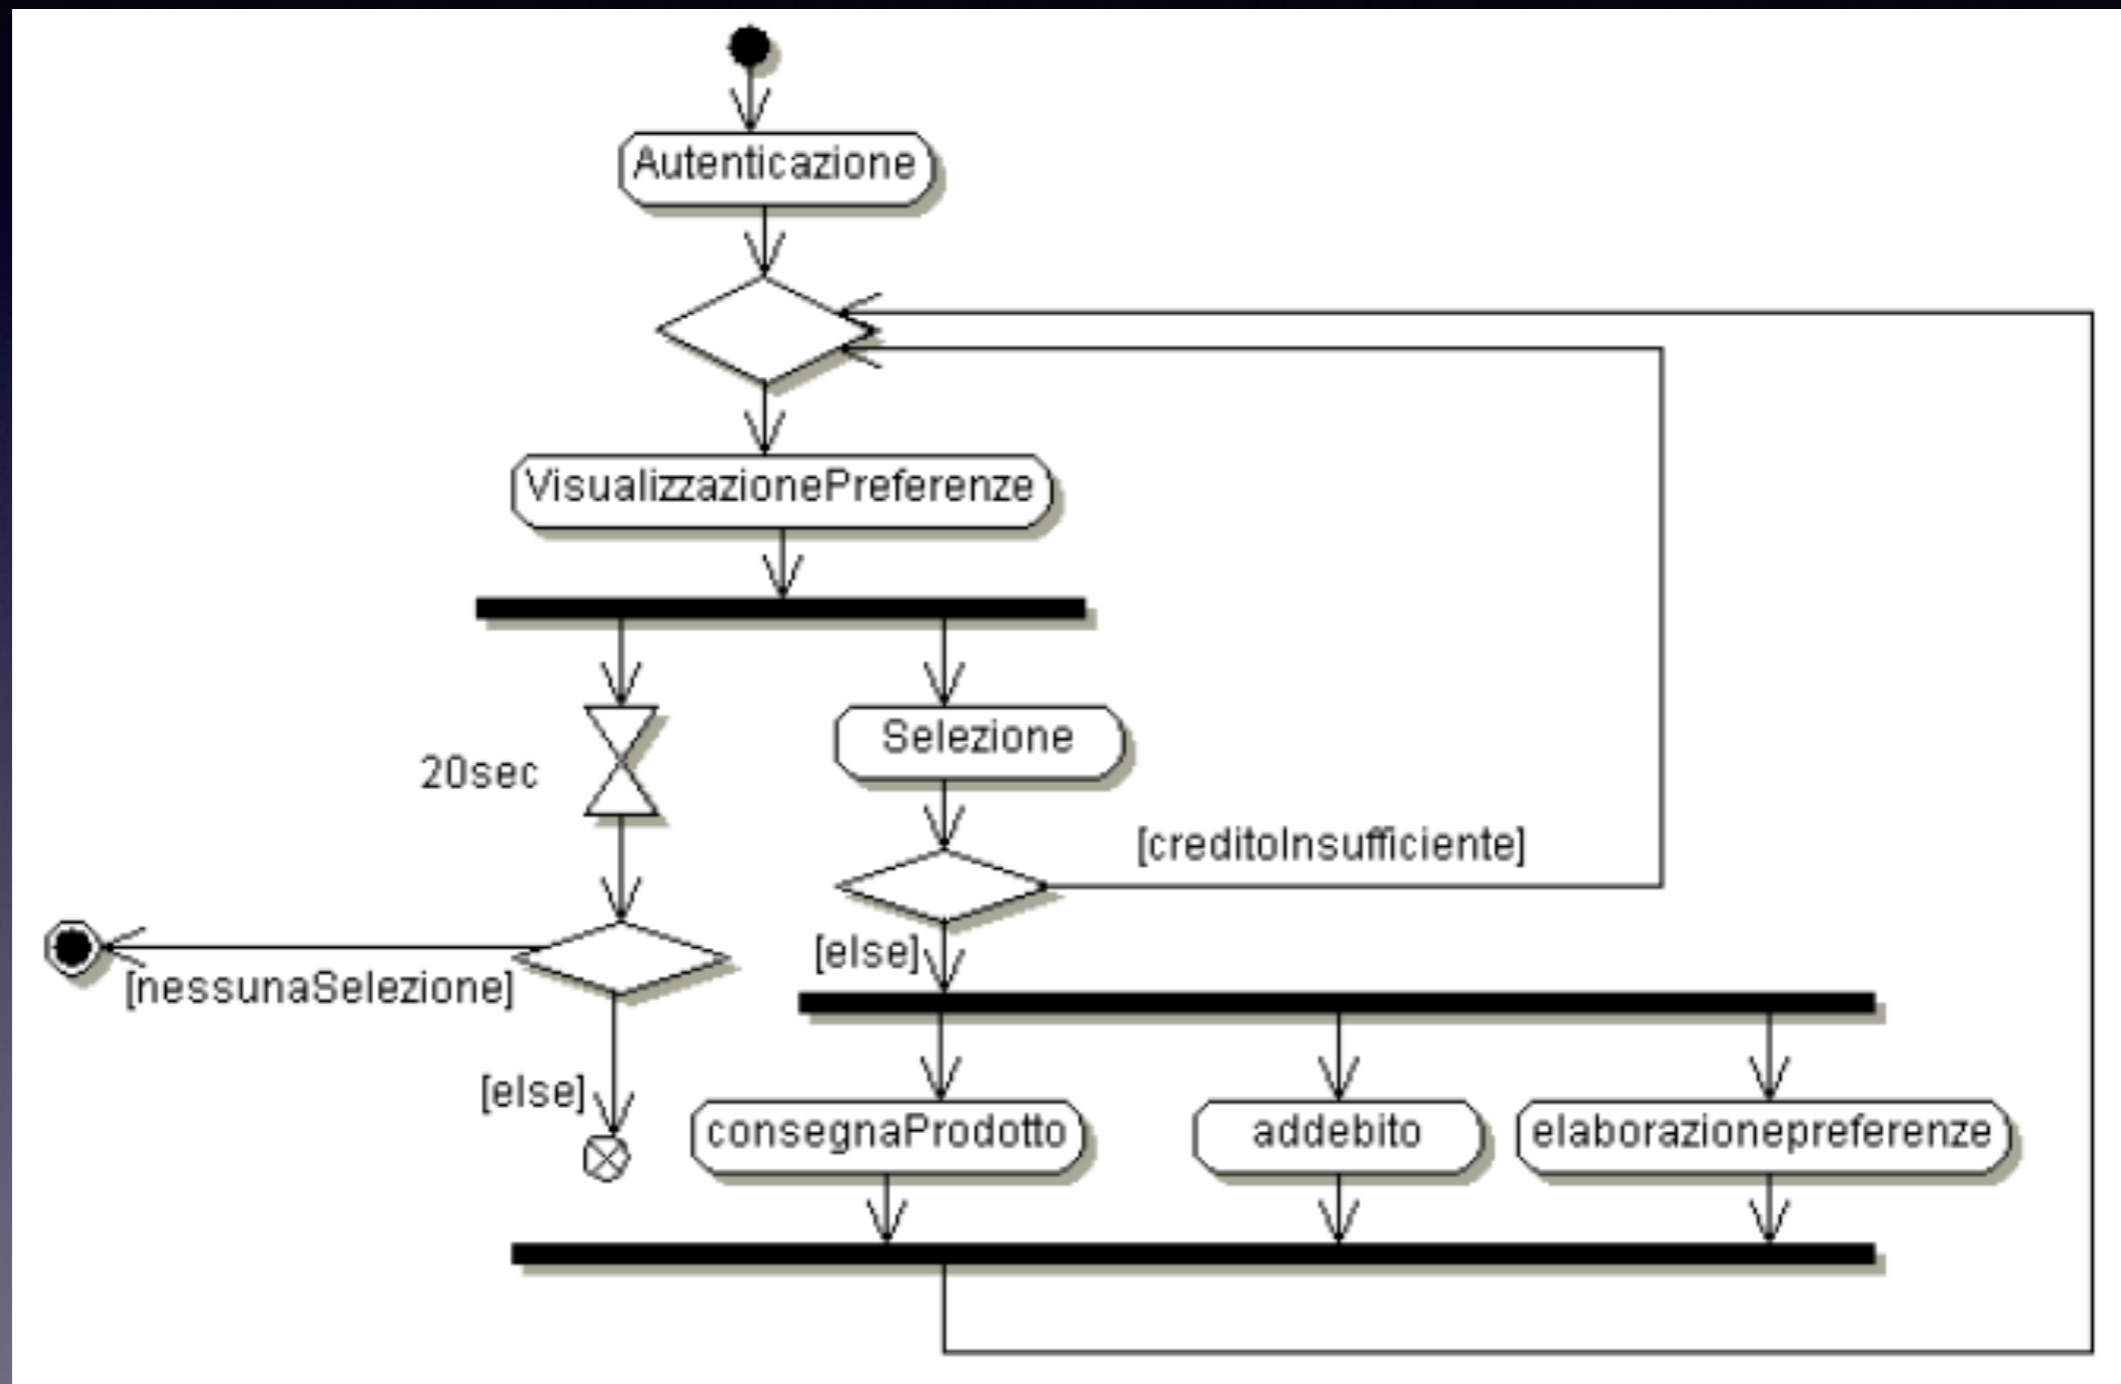 Autenticazione
VisualizzazionePreferenze
20sec
Selezione
[creditoInsufficiente]
[else]
[nessunaSelezione]
[else]
consegnaProdotto
addebito
elaborazionepreferenze